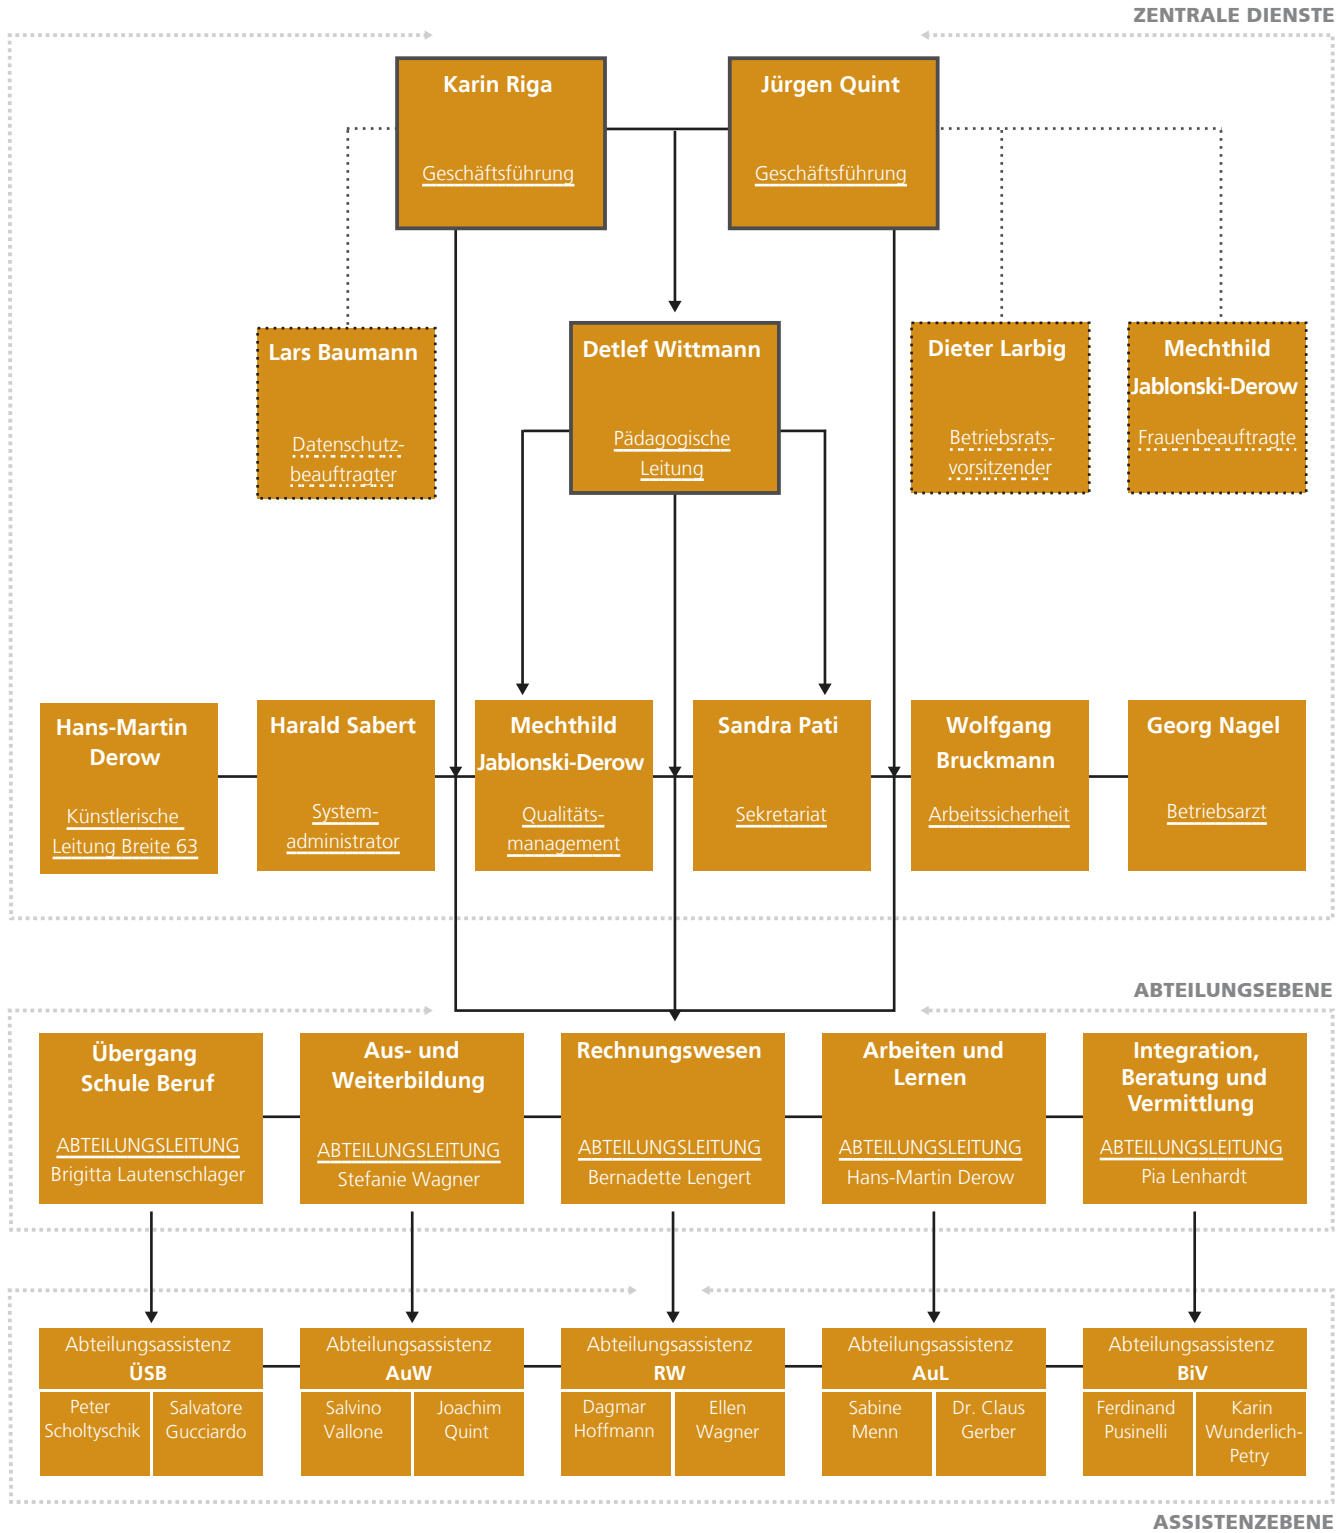 ZENTRALE DIENSTE
Karin Riga
Geschäftsführung
Jürgen Quint
Geschäftsführung
Lars Baumann
Datenschutz-
beauftragter
Detlef Wittmann
Pädagogische
Leitung
Dieter Larbig
Betriebsrats-
vorsitzender
Mechthild
Jablonski-Derow
Frauenbeauftragte
Hans-Martin
Derow
Künstlerische
Leitung Breite 63
Harald Sabert
System-
administrator
Mechthild
Jablonski-Derow
Qualitäts-
management
Sandra Pati
Sekretariat
Wolfgang
Bruckmann
Arbeitssicherheit
Georg Nagel
Betriebsarzt
ABTEILUNGSEBENE
Übergang
Schule Beruf
ABTEILUNGSLEITUNG
Brigitta Lautenschlager
Aus- und
Weiterbildung
ABTEILUNGSLEITUNG
Stefanie Wagner
Rechnungswesen
ABTEILUNGSLEITUNG
Bernadette Lengert
Arbeiten und
Lernen
ABTEILUNGSLEITUNG
Hans-Martin Derow
Integration,
Beratung und
Vermittlung
ABTEILUNGSLEITUNG
Pia Lenhardt
Abteilungsassistenz
ÜSB
Peter
Scholtyschik
Salvatore
Gucciardo
Abteilungsassistenz
AuW
Salvino
Vallone
Joachim
Quint
Abteilungsassistenz
RW
Dagmar
Hoffmann
Ellen
Wagner
Abteilungsassistenz
AuL
Sabine
Menn
Dr. Claus
Gerber
Abteilungsassistenz
BiV
Ferdinand
Pusinelli
Karin
Wunderlich-
Petry
ASSISTENZEBENE